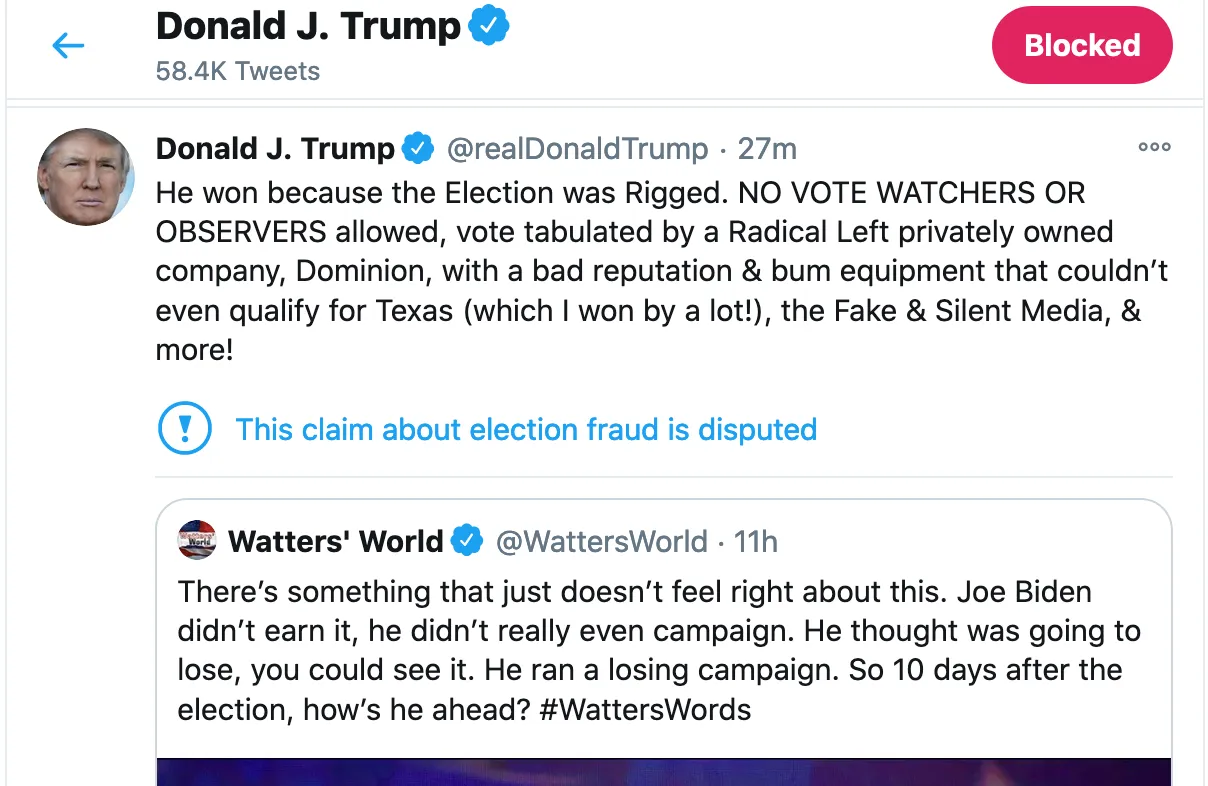 Donald J. Trump
58.4K Tweets
Blocked
Donald J. Trump @realDonaldTrump · 27m
He won because the Election was Rigged. NO VOTE WATCHERS OR
OBSERVERS allowed, vote tabulated by a Radical Left privately owned
company, Dominion, with a bad reputation & bum equipment that couldn’t
even qualify for Texas (which I won by a lot!), the Fake & Silent Media, &
more!
This claim about election fraud is disputed
Watters' World @WattersWorld · 11h
There’s something that just doesn’t feel right about this. Joe Biden
didn’t earn it, he didn’t really even campaign. He thought was going to
lose, you could see it. He ran a losing campaign. So 10 days after the
election, how’s he ahead? #WattersWords